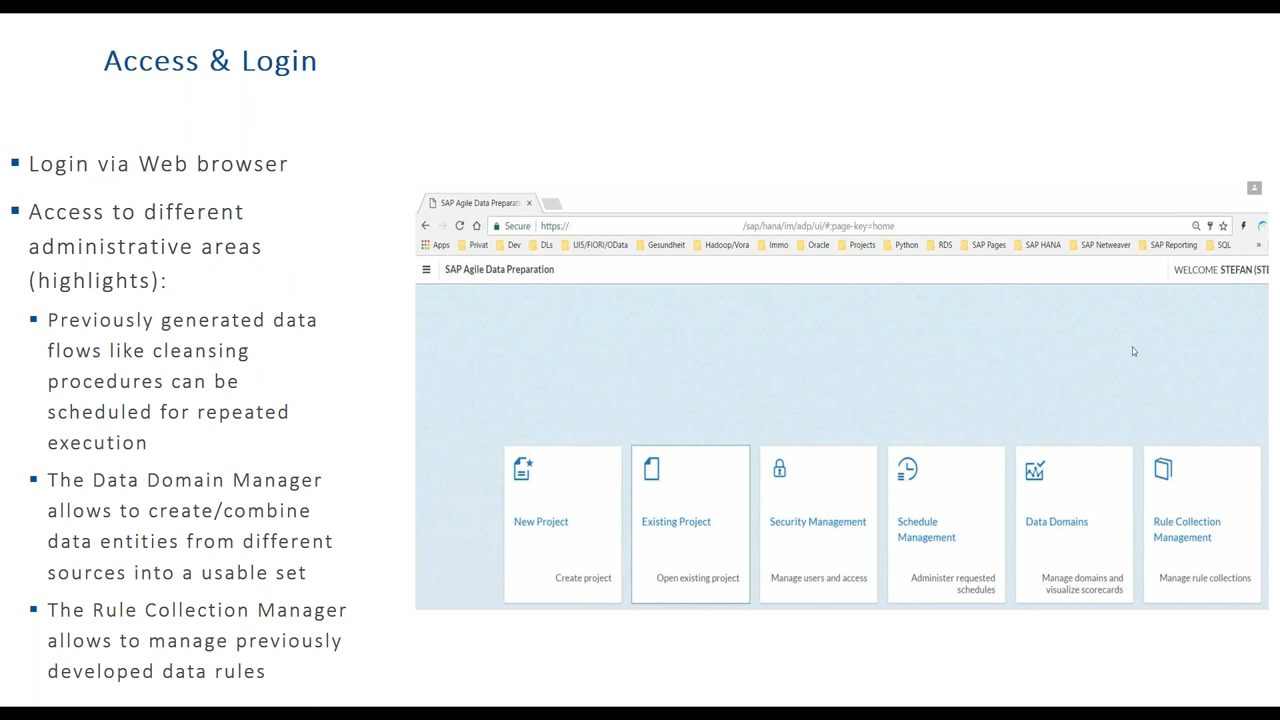 Access & Login
Login via Web browser
Access to different
administrative areas
(highlights):
Previously generated data
flows like cleansing
procedures can be
scheduled for repeated
execution
The Data Domain Manager
allows to create/combine
data entities from different
sources into a usable set
The Rule Collection Manager
allows to manage previously
developed data rules
SAP Agile Data Preparati
Secure https:// /sap/hana/im/adp/ui/#;page-key=home
Apps Privat Dev DLs UI5/FIORI/OData Gesundheit Hadoop/Vora Immo Oracle Projects Python RDS SAP Pages SAP HANA SAP Netweaver SAP Reporting SQL »
SAP Agile Data Preparation WELCOME STEFAN (STE
New Project
Create project
Existing Project
Open existing project
Security Management
Manage users and access
Schedule
Management
Administer requested
schedules
Data Domains
Manage domains and
visualize scorecards
Rule Collection
Management
Manage rule collections